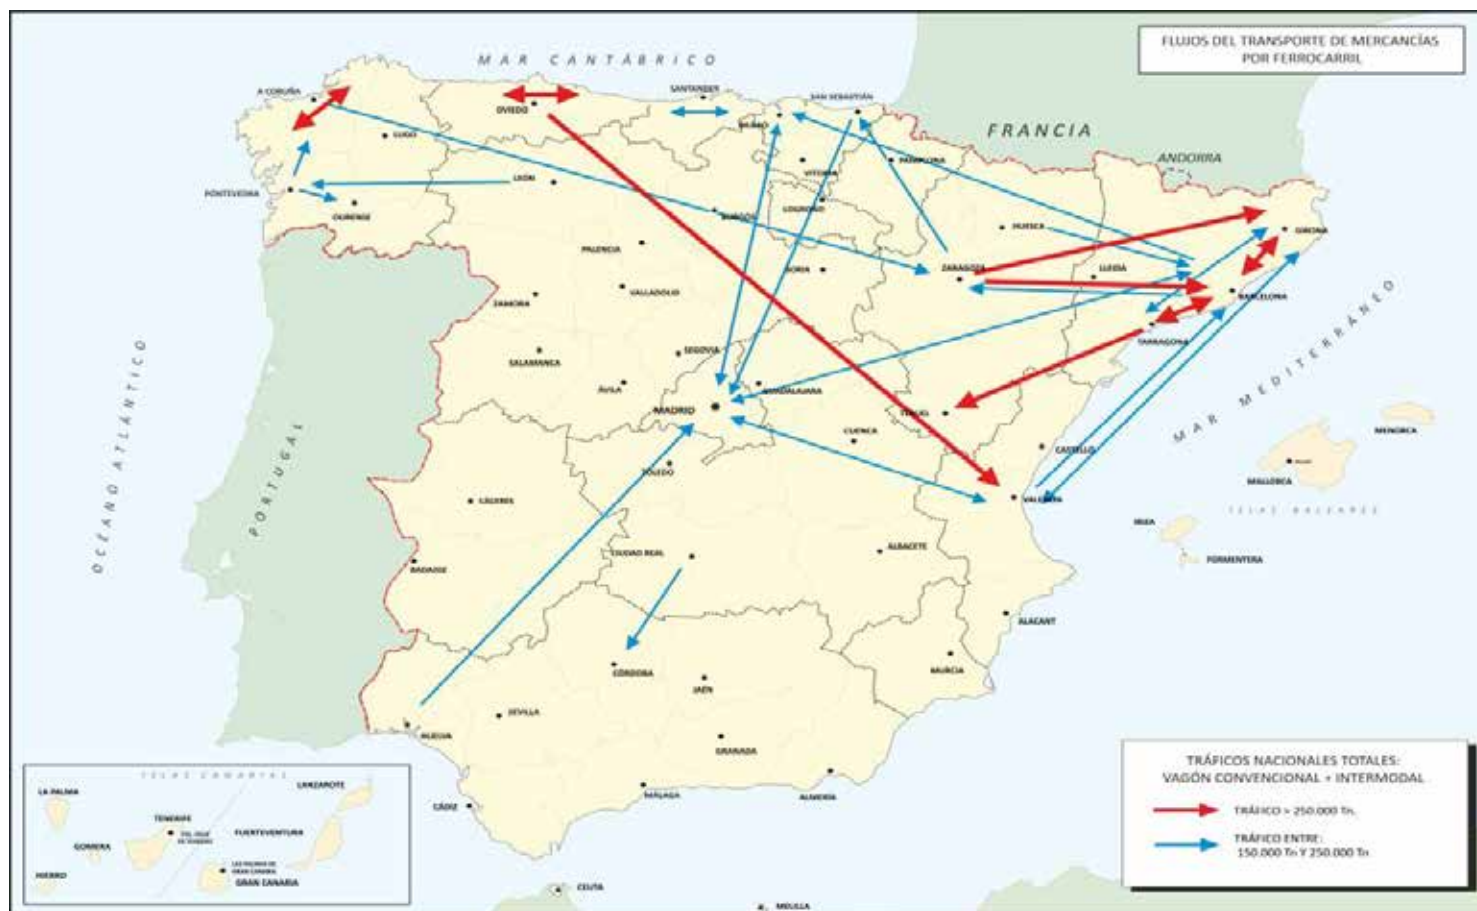 FLUJOS DEL TRANSPORTE DE MERCANCÍAS
POR FERROCARRIL
MAR CANTÁBRICO
A CORUÑA
LUGO
OVIEDO
SANTANDER
BILBAO
SAN SEBASTIÁN
FRANCIA
ANDORRA
VITORIA
PAMPLONA
PONTEVEDRA
OURENSE
LEÓN
BURGOS
LOGROÑO
HUESCA
GIRONA
PALENCIA
SORIA
ZARAGOZA
LLEIDA
BARCELONA
ZAMORA
VALLADOLID
TARRAGONA
SALAMANCA
SEGOVIA
ÁVILA
GUADALAJARA
MADRID
TERUEL
CUENCA
CASTELLÓ
MAR MEDITERRÁNEO
MENORCA
MALLORCA
ISLAS BALEARES
OCÉANO ATLÁNTICO
PORTUGAL
TOLEDO
CÁCERES
VALENCIA
IBIZA
FORMENTERA
BADAJOZ
CIUDAD REAL
ALBACETE
ALACANT
CÓRDOBA
JAÉN
MURCIA
HUELVA
SEVILLA
GRANADA
MÁLAGA
ALMERÍA
CÁDIZ
CEUTA
MELILLA
ISLAS CANARIAS
LA PALMA
LANZAROTE
TENERIFE
FUERTEVENTURA
GOMERA
HIERRO
LAS PALMAS DE
GRAN CANARIA
GRAN CANARIA
TRÁFICOS NACIONALES TOTALES:
VAGÓN CONVENCIONAL + INTERMODAL
TRÁFICO > 250.000 Tn.
TRÁFICO ENTRE:
150.000 Tn Y 250.000 Tn